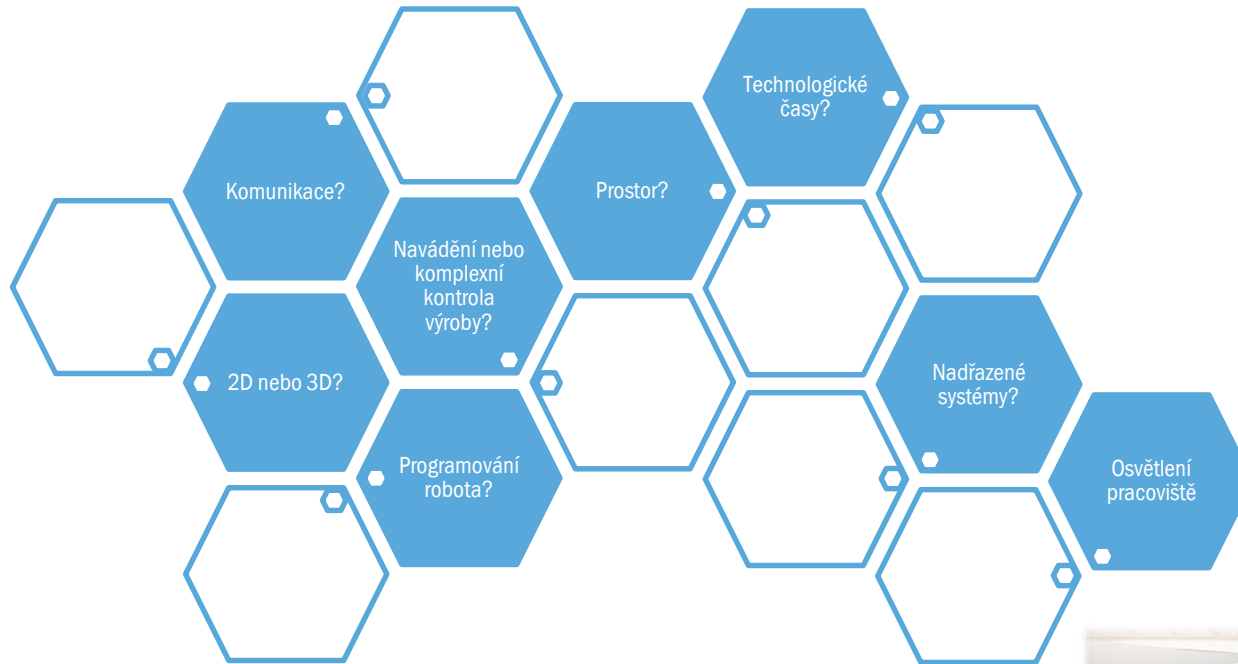 Technologické
časy?
Komunikace?
Prostor?
Navádění nebo
komplexní
kontrola
výroby?
2D nebo 3D?
Nadřazené
systémy?
Programování
robota?
Osvětlení
pracoviště